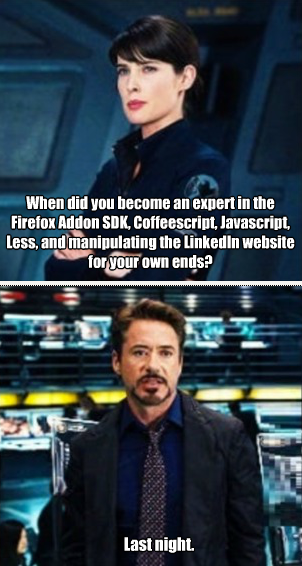 When did you become an expert in the
Firefox Addon SDK, Coffeescript, Javascript,
Less, and manipulating the LinkedIn website
for your own ends?
Last night.